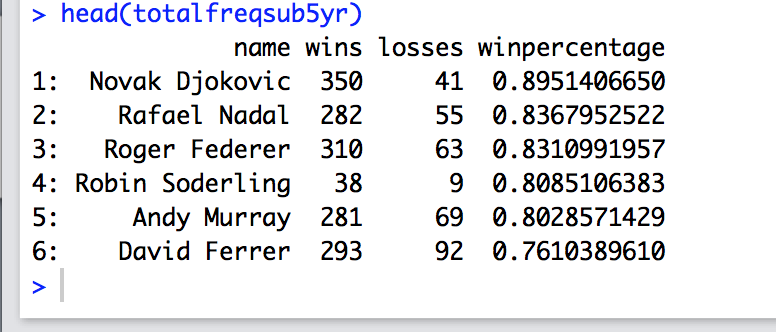 > head(totalfreqsub5yr)
name wins losses winpercentage
1: Novak Djokovic 350 41 0.8951406650
2: Rafael Nadal 282 55 0.8367952522
3: Roger Federer 310 63 0.8310991957
4: Robin Soderling 38 9 0.8085106383
5: Andy Murray 281 69 0.8028571429
6: David Ferrer 293 92 0.7610389610
>